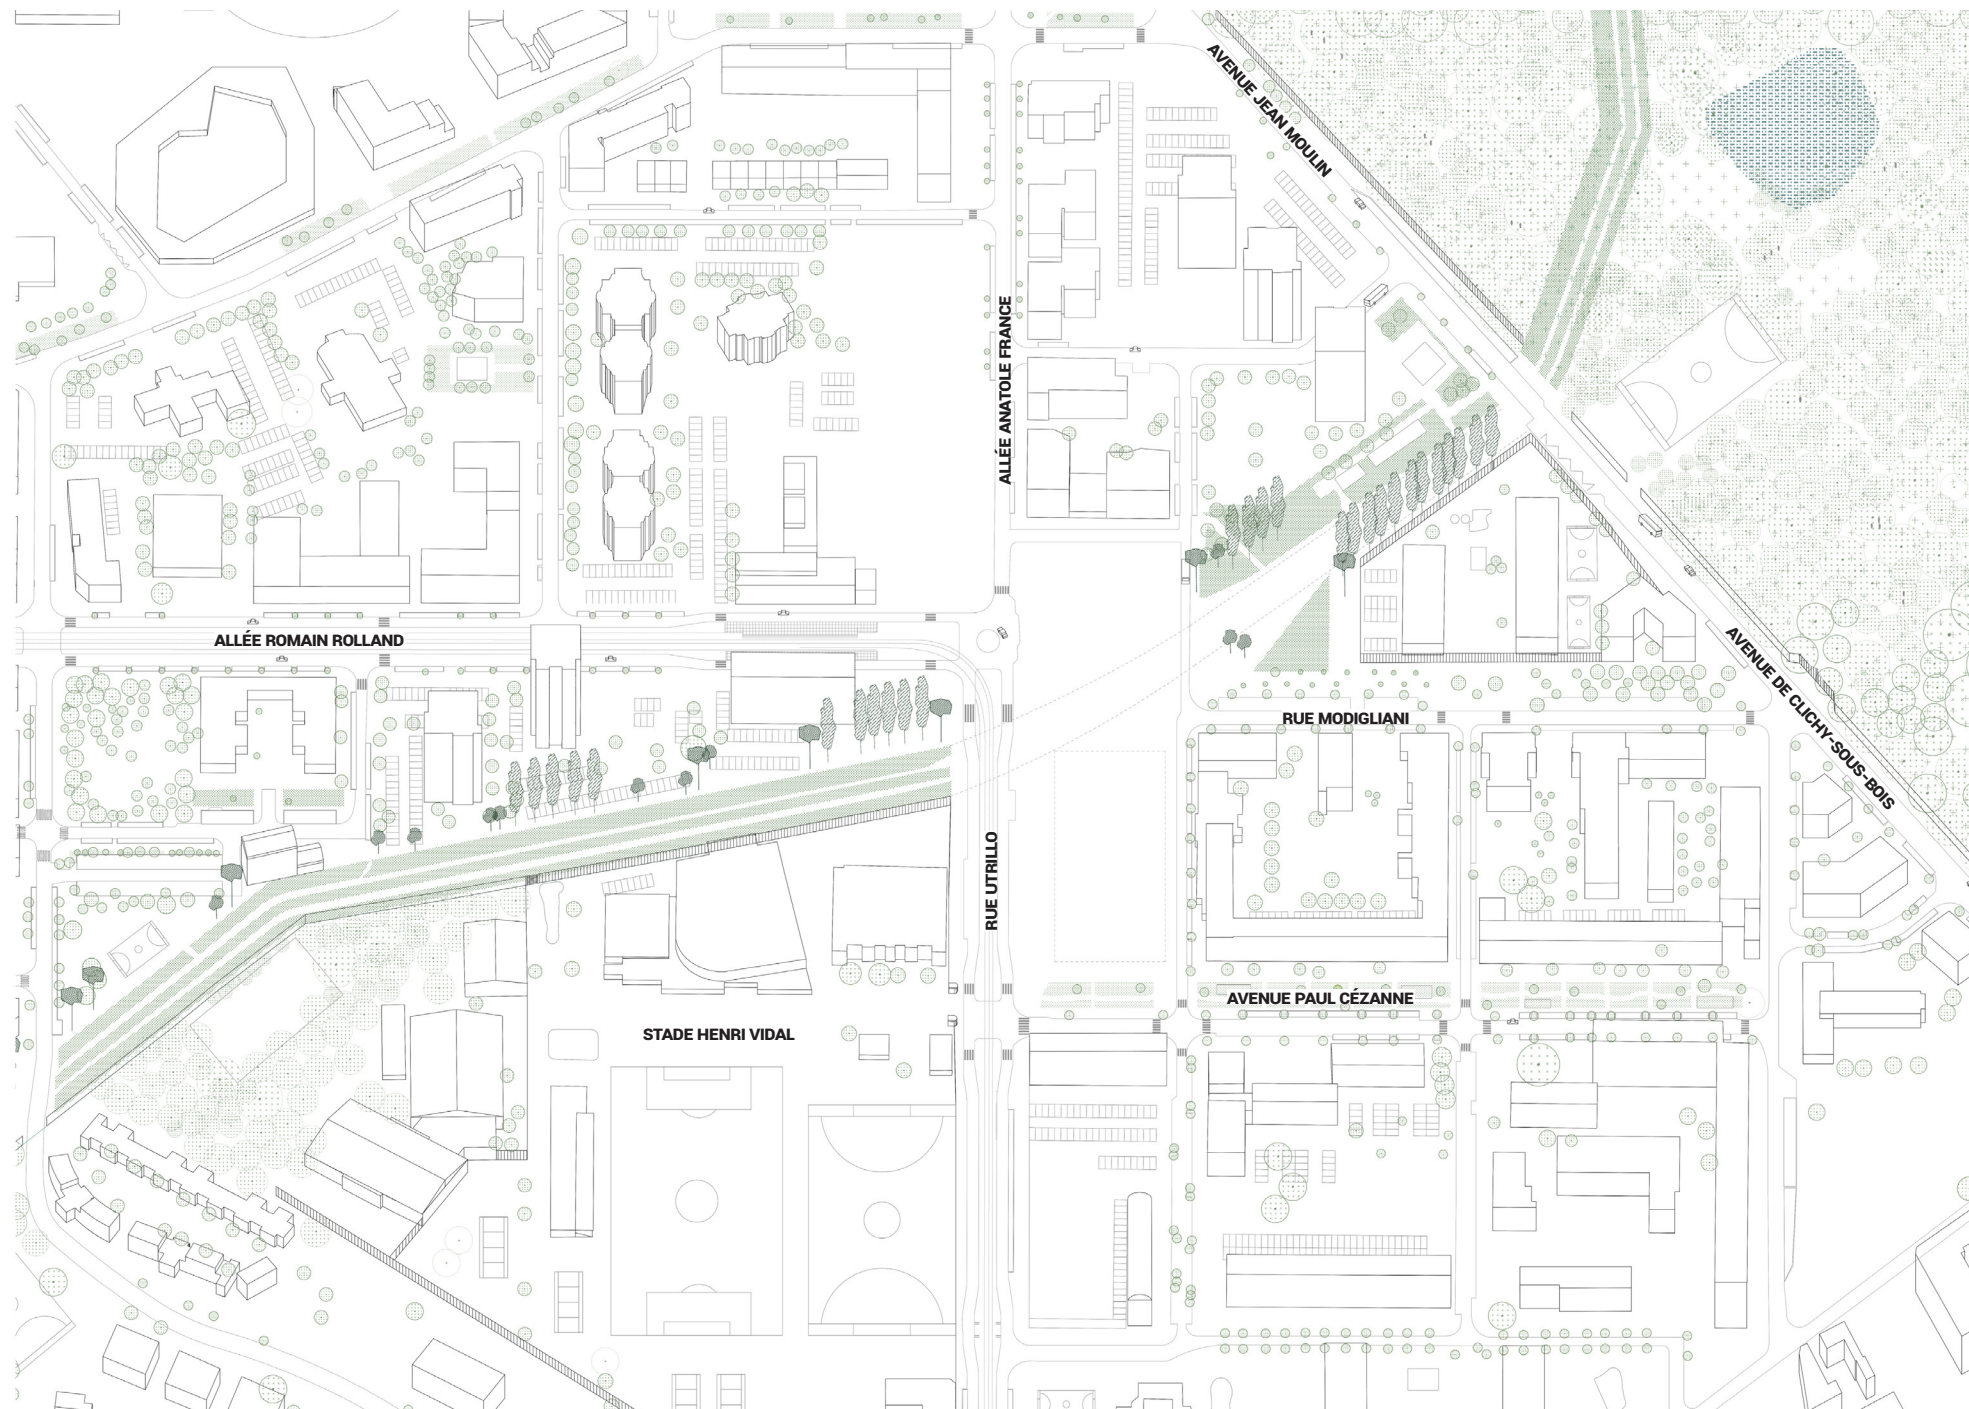 AVENUE JEAN MOULIN
ALLÉE ANATOLE FRANCE
ALLÉE ROMAIN ROLLAND
AVENUE DE CLICHY-SOUS-BOIS
RUE MODIGLIANI
RUE UTRILLO
AVENUE PAUL CÉZANNE
STADE HENRI VIDAL